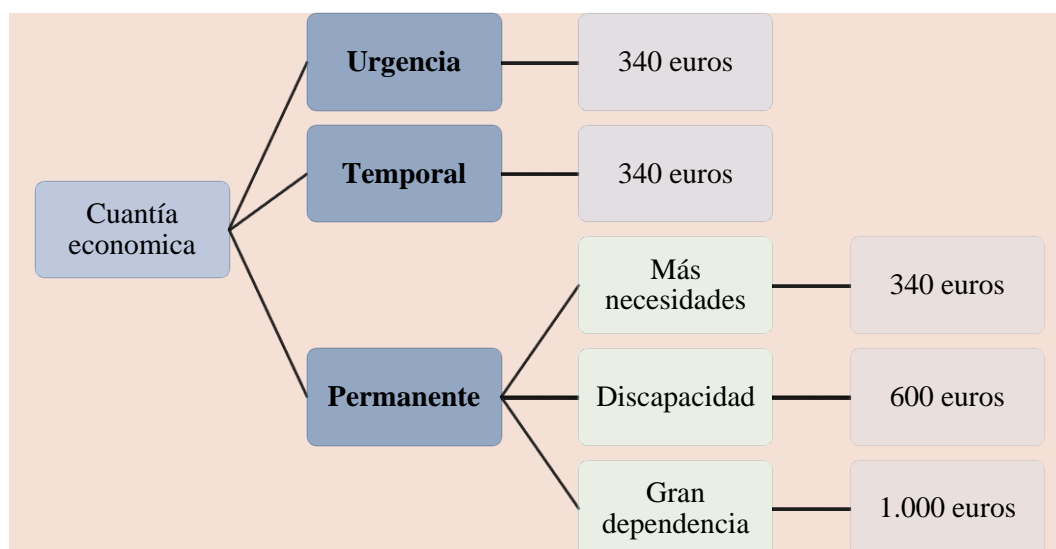 Urgencia
340 euros
Temporal
340 euros
Cuantía
economica
Permanente
Más
necesidades
340 euros
Discapacidad
600 euros
Gran
dependencia
1.000 euros